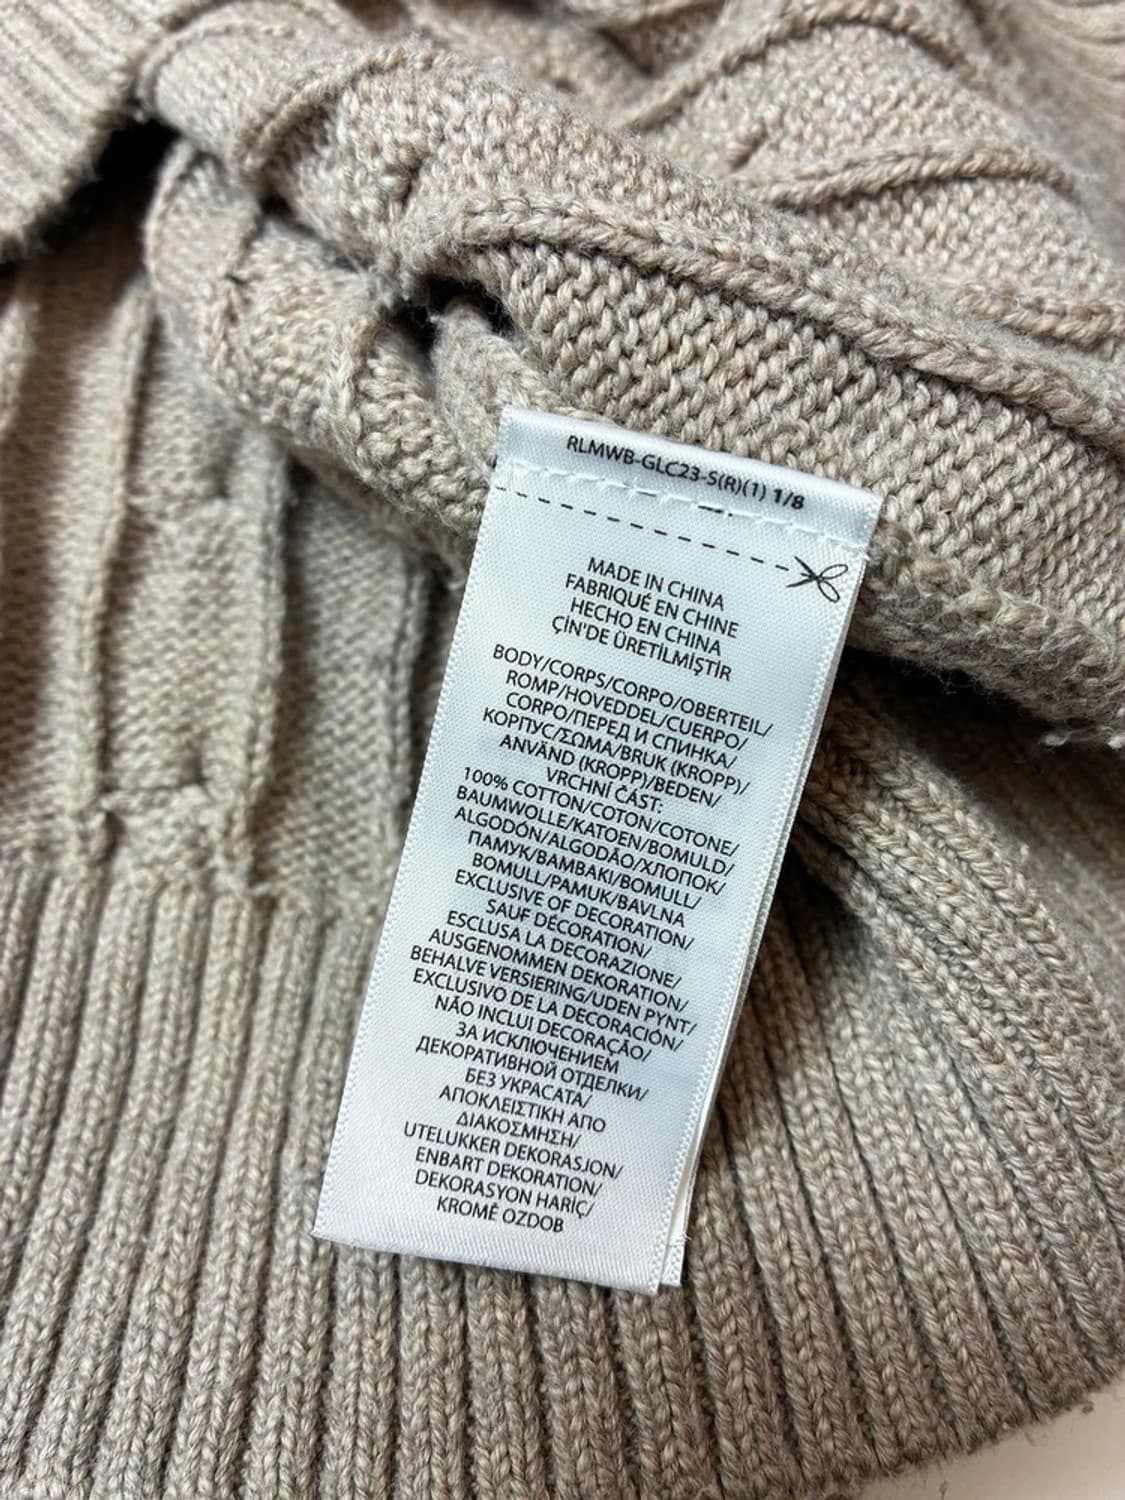 RLMWB-GLC23-S(R)(1) 1/8
MADE IN CHINA
FABRIQUÉ EN CHINE
HECHO EN CHINA
ÇİN'DE ÜRETİLMİŞTİR
BODY/CORPS/CORPO/OBERTEIL/
ROMP/HOVEDDEL/CUERPO/
CORPO/ПЕРЕД И СПИНКА/
КОРПУС/ΣΩΜΑ/BRUK (KROPP)/
ANVÄND (KROPP)/BEDEN/
VRCHNÍ ČÁST:
100% COTTON/COTON/COTONE/
BAUMWOLLE/KATOEN/BOMULD/
ALGODÓN/ALGODÃO/ХЛОПОК/
ПАМУК/ΒΑΜΒΑΚΙ/BOMULL/
BOMULL/PAMUK/BAVLNA
EXCLUSIVE OF DECORATION/
SAUF DÉCORATION/
ESCLUSA LA DECORAZIONE/
AUSGENOMMEN DEKORATION/
BEHALVE VERSIERING/UDEN PYNT/
EXCLUSIVO DE LA DECORACIÓN/
NÃO INCLUI DECORAÇÃO/
ЗА ИСКЛЮЧЕНИЕМ
ДЕКОРАТИВНОЙ ОТДЕЛКИ/
БЕЗ УКРАСАТА/
ΑΠΟΚΛΕΙΣΤΙΚΗ ΑΠΟ
ΔΙΑΚΟΣΜΗΣΗ/
UTELUKKER DEKORASJON/
ENBART DEKORATION/
DEKORASYON HARİÇ/
KROMĚ OZDOB